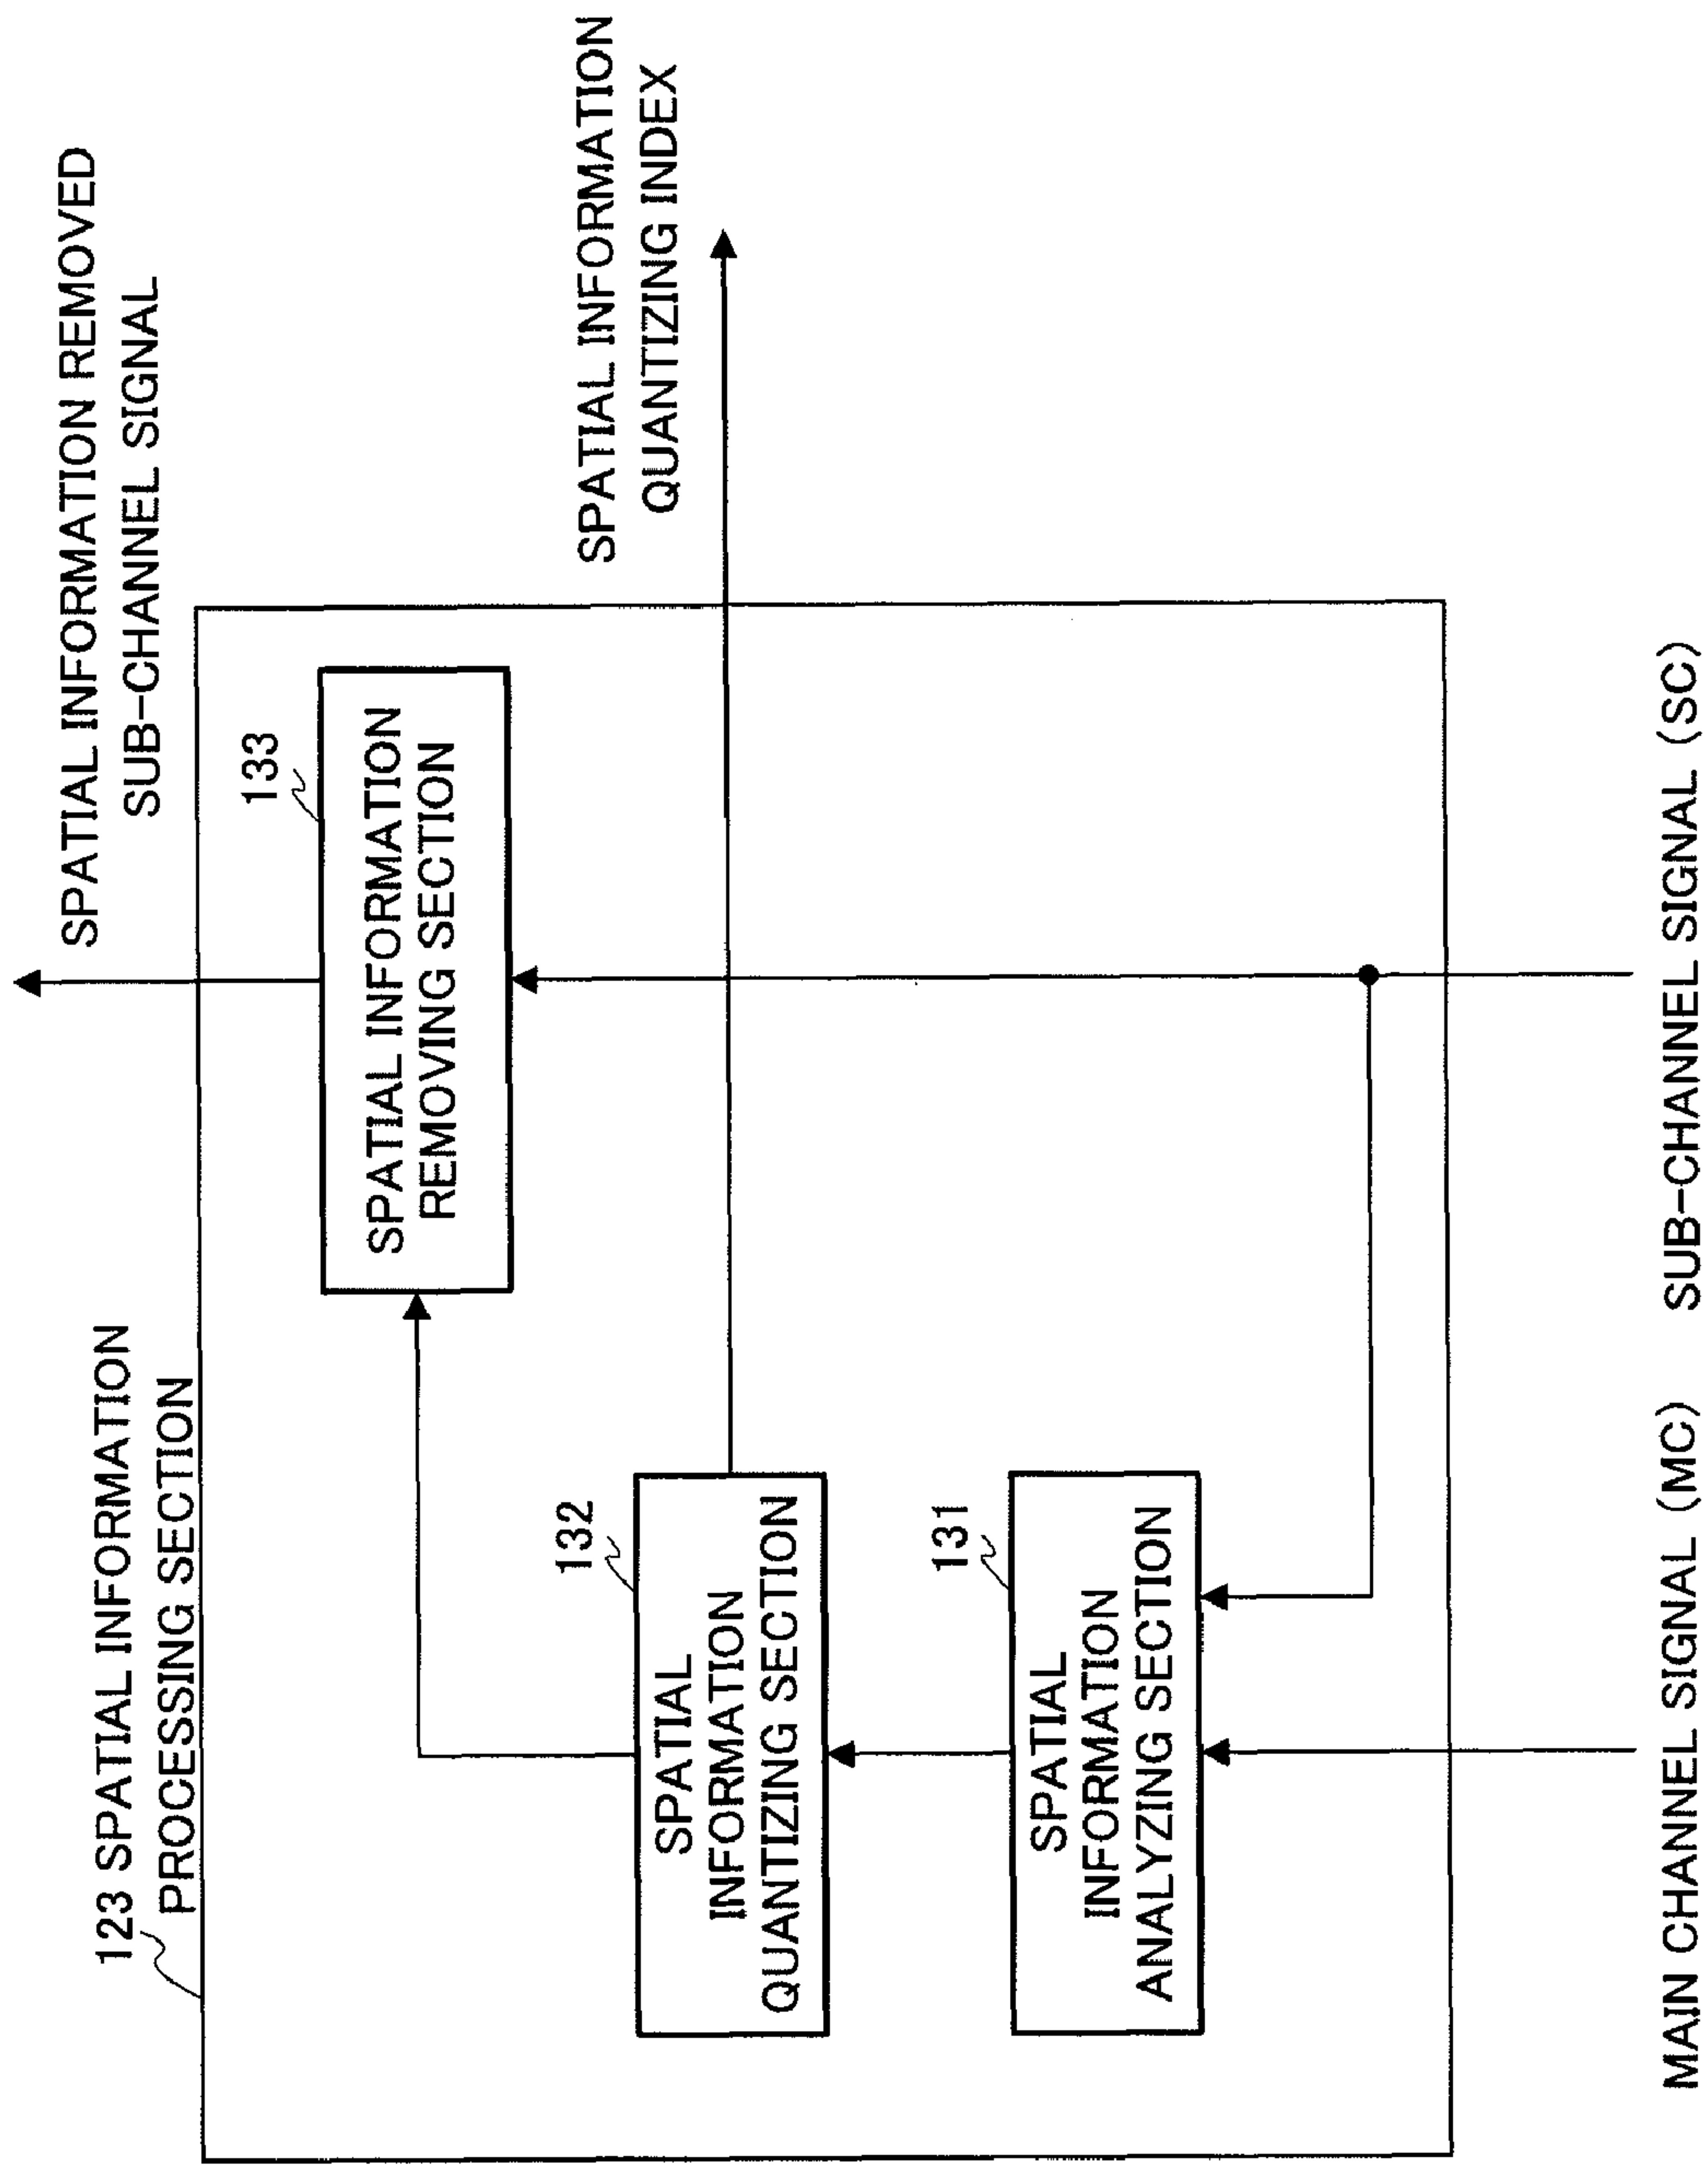 SPATIAL INFORMATION REMOVED
SUB-CHANNEL SIGNAL
123 SPATIAL INFORMATION
PROCESSING SECTION
133
SPATIAL INFORMATION
REMOVING SECTION
SPATIAL INFORMATION
QUANTIZING INDEX
132
SPATIAL
INFORMATION
QUANTIZING SECTION
131
SPATIAL
INFORMATION
ANALYZING SECTION
MAIN CHANNEL SIGNAL (MC)
SUB-CHANNEL SIGNAL (SC)